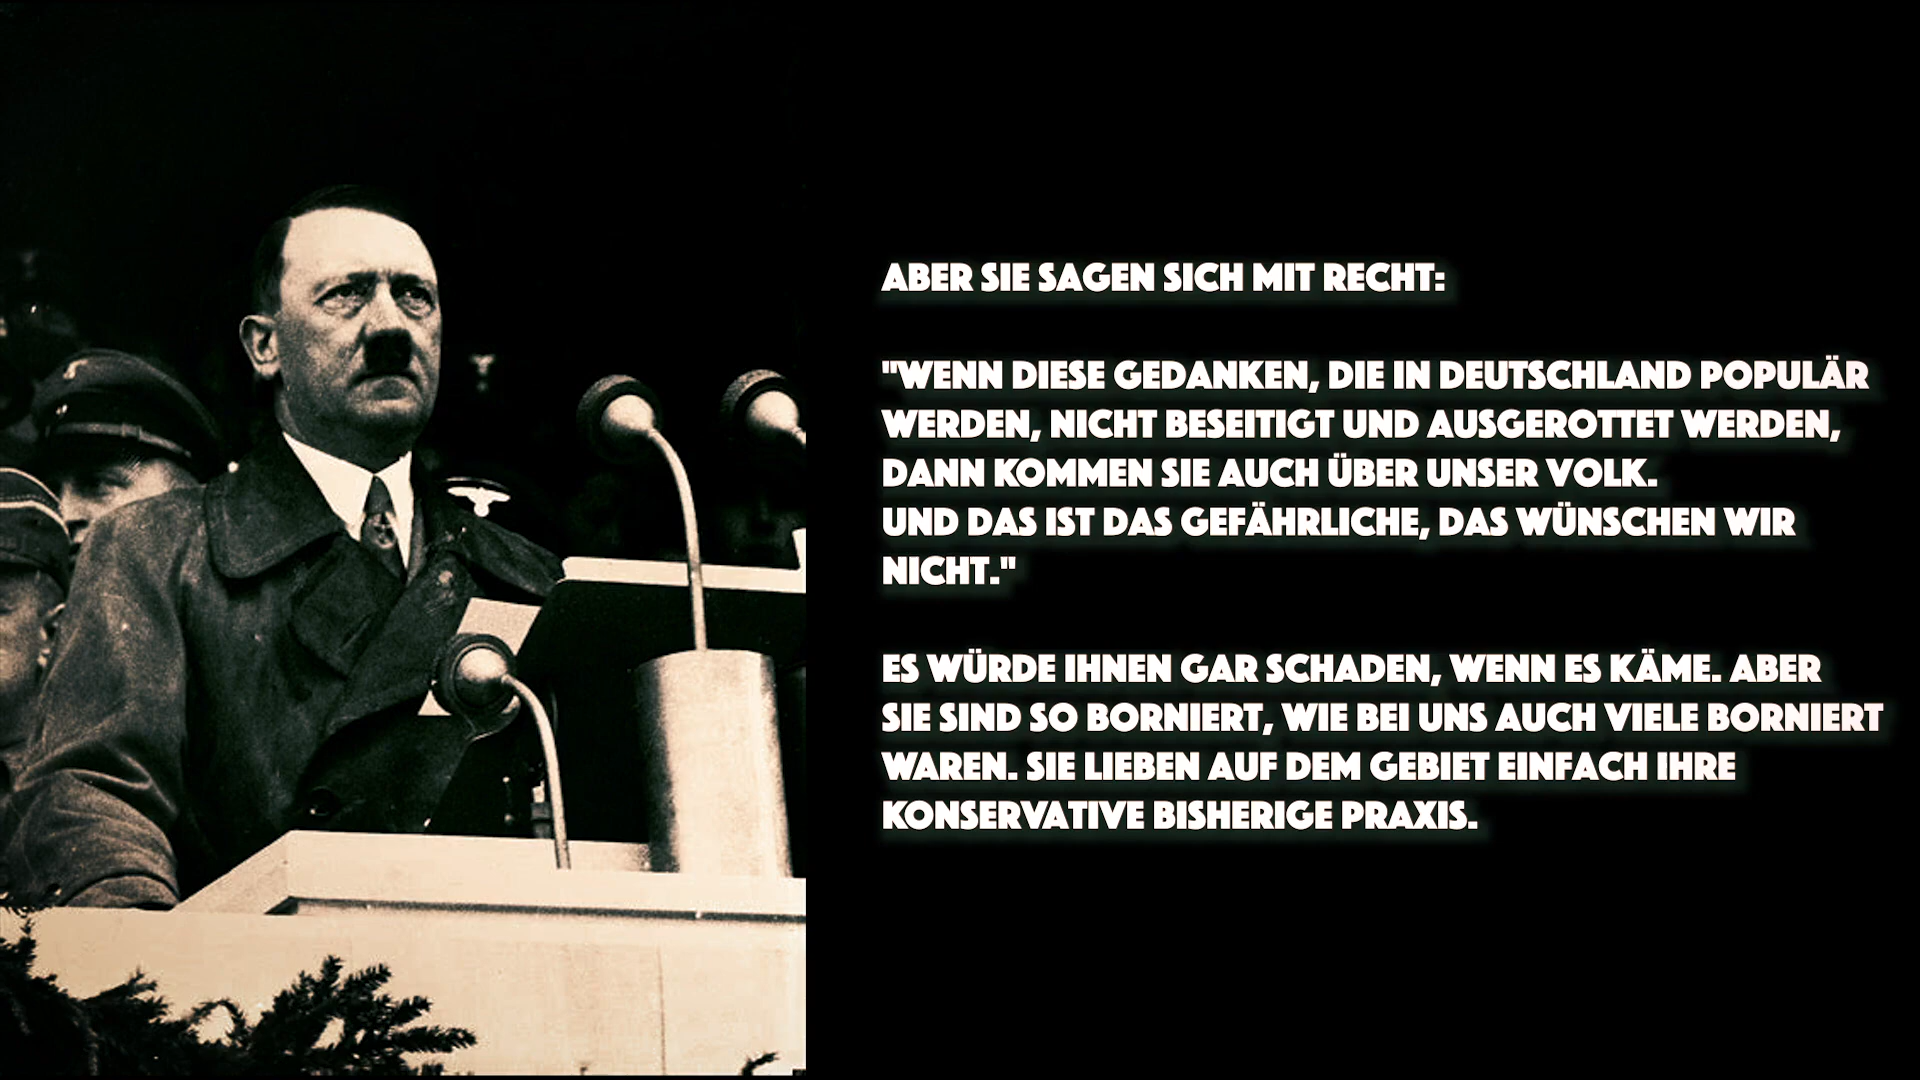 ABER SIE SAGEN SICH MIT RECHT:
"WENN DIESE GEDANKEN, DIE IN DEUTSCHLAND POPULÄR
WERDEN, NICHT BESEITIGT UND AUSGEROTTET WERDEN,
DANN KOMMEN SIE AUCH ÜBER UNSER VOLK.
UND DAS IST DAS GEFÄHRLICHE, DAS WÜNSCHEN WIR
NICHT."
ES WÜRDE IHNEN GAR SCHADEN, WENN ES KÄME. ABER
SIE SIND SO BORNIERT, WIE BEI UNS AUCH VIELE BORNIERT
WAREN. SIE LIEBEN AUF DEM GEBIET EINFACH IHRE
KONSERVATIVE BISHERIGE PRAXIS.